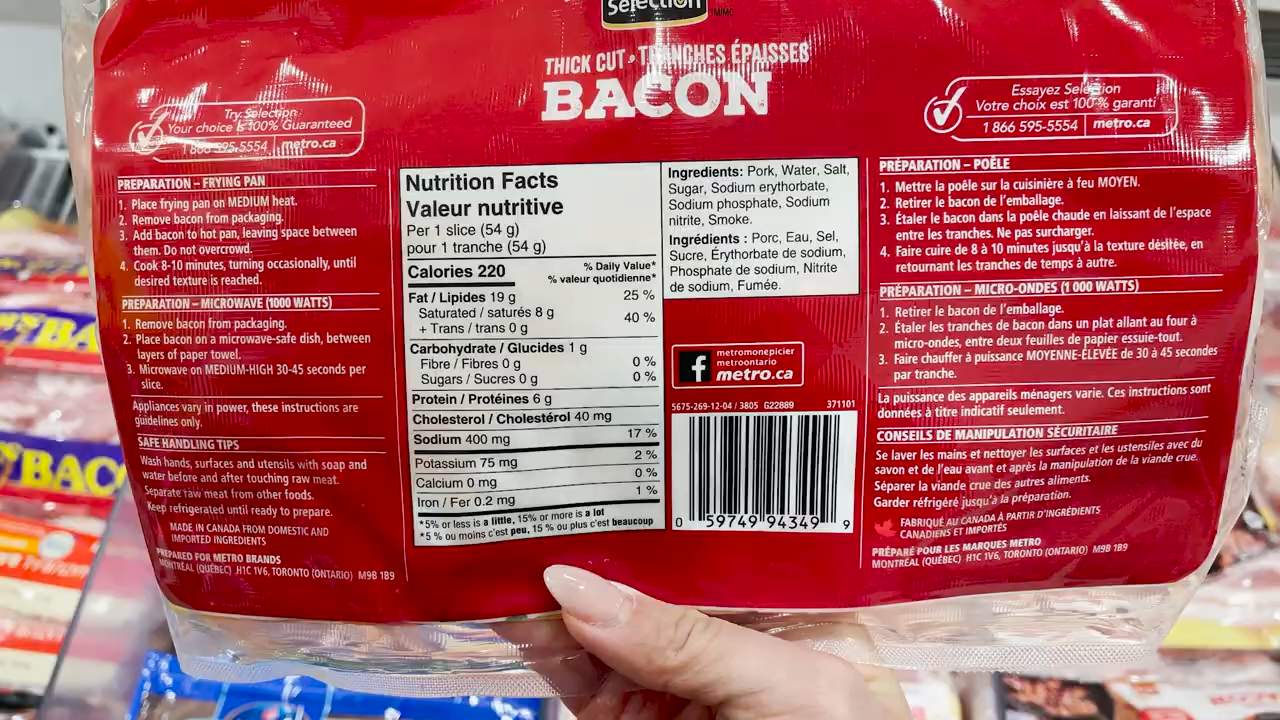 Selection
TM/MC
THICK CUT • TRANCHES ÉPAISSES
BACON
Try Selection
Your choice is 100% Guaranteed
1 866 595-5554 metro.ca
Essayez Selection
Votre choix est 100% garanti
1 866 595-5554 metro.ca
PREPARATION – FRYING PAN
1. Place frying pan on MEDIUM heat.
2. Remove bacon from packaging.
3. Add bacon to hot pan, leaving space between
them. Do not overcrowd.
4. Cook 8-10 minutes, turning occasionally, until
desired texture is reached.
PREPARATION – MICROWAVE (1000 WATTS)
1. Remove bacon from packaging.
2. Place bacon on a microwave-safe dish, between
layers of paper towel.
3. Microwave on MEDIUM-HIGH 30-45 seconds per
slice.
Appliances vary in power, these instructions are
guidelines only.
SAFE HANDLING TIPS
Wash hands, surfaces and utensils with soap and
water before and after touching raw meat.
Separate raw meat from other foods.
Keep refrigerated until ready to prepare.
MADE IN CANADA FROM DOMESTIC AND
IMPORTED INGREDIENTS
PREPARED FOR METRO BRANDS
MONTRÉAL (QUÉBEC) H1C 1V6, TORONTO (ONTARIO) M9B 1B9
Nutrition Facts
Valeur nutritive
Per 1 slice (54 g)
pour 1 tranche (54 g)
Calories 220
% Daily Value*
% valeur quotidienne*
Fat / Lipides 19 g 25 %
Saturated / saturés 8 g
+ Trans / trans 0 g 40 %
Carbohydrate / Glucides 1 g
Fibre / Fibres 0 g 0 %
Sugars / Sucres 0 g 0 %
Protein / Protéines 6 g
Cholesterol / Cholestérol 40 mg
Sodium 400 mg 17 %
Potassium 75 mg 2 %
Calcium 0 mg 0 %
Iron / Fer 0.2 mg 1 %
*5% or less is a little, 15% or more is a lot
*5 % ou moins c'est peu, 15 % ou plus c'est beaucoup
Ingredients: Pork, Water, Salt,
Sugar, Sodium erythorbate,
Sodium phosphate, Sodium
nitrite, Smoke.
Ingrédients : Porc, Eau, Sel,
Sucre, Érythorbate de sodium,
Phosphate de sodium, Nitrite
de sodium, Fumée.
f
metromonepicier
metroontario
metro.ca
5675-269-12-04 / 3805 G22889 371101
0 59749 94349 9
PRÉPARATION – POÊLE
1. Mettre la poêle sur la cuisinière à feu MOYEN.
2. Retirer le bacon de l'emballage.
3. Étaler le bacon dans la poêle chaude en laissant de l'espace
entre les tranches. Ne pas surcharger.
4. Faire cuire de 8 à 10 minutes jusqu'à la texture désitée, en
retournant les tranches de temps à autre.
PRÉPARATION – MICRO-ONDES (1 000 WATTS)
1. Retirer le bacon de l'emballage.
2. Étaler les tranches de bacon dans un plat allant au four à
micro-ondes, entre deux feuilles de papier essuie-tout.
3. Faire chauffer à puissance MOYENNE-ÉLEVÉE de 30 à 45 secondes
par tranche.
La puissance des appareils ménagers varie. Ces instructions sont
données à titre indicatif seulement.
CONSEILS DE MANIPULATION SÉCURITAIRE
Se laver les mains et nettoyer les surfaces et les ustensiles avec du
savon et de l'eau avant et après la manipulation de la viande crue.
Séparer la viande crue des autres aliments.
Garder réfrigéré jusqu'à la préparation.
FABRIQUÉ AU CANADA À PARTIR D'INGRÉDIENTS
CANADIENS ET IMPORTÉS
PRÉPARÉ POUR LES MARQUES METRO
MONTRÉAL (QUÉBEC) H1C 1V6, TORONTO (ONTARIO) M9B 1B9